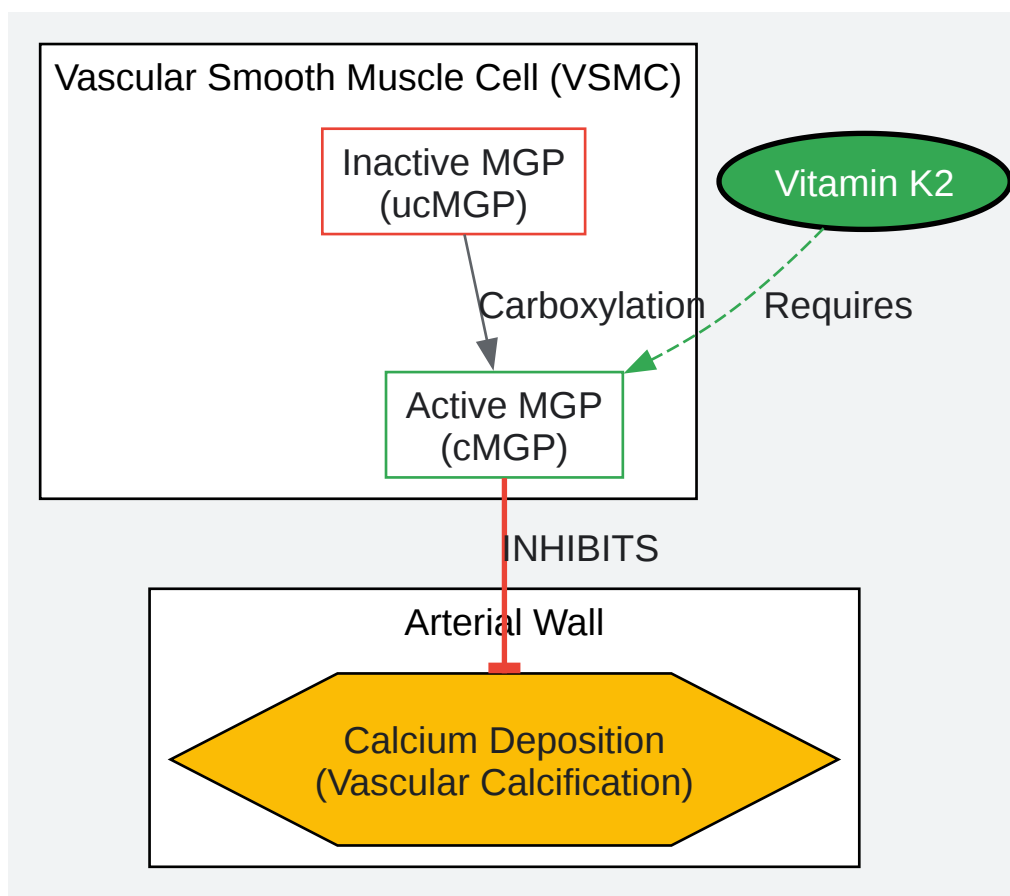 Vascular Smooth Muscle Cell (VSMC)
Inactive MGP
(ucMGP)
Vitamin K2
Carboxylation
Requires
Active MGP
(cMGP)
INHIBITS
Arterial Wall
Calcium Deposition
(Vascular Calcification)